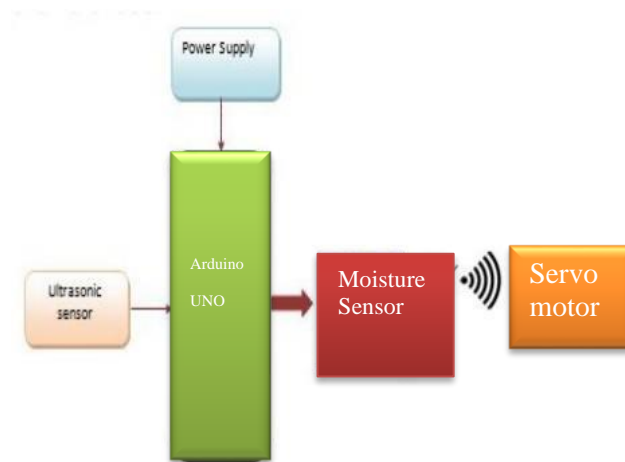 Power Supply
Ultrasonic
sensor
Arduino
UNO
Moisture
Sensor
Servo
motor